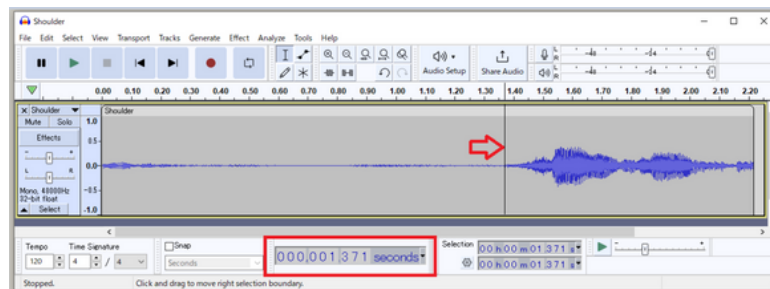 Shoulder
File Edit Select View Transport Tracks Generate Effect Analyze Tools Help
Audio Setup Share Audio
L R -48 -24
L R -48 -24
0.00 0.10 0.20 0.30 0.40 0.50 0.60 0.70 0.80 0.90 1.00 1.10 1.20 1.30 1.40 1.50 1.60 1.70 1.80 1.90 2.00 2.10 2.20
Shoulder
Shoulder
Mute Solo
Effects
- +
L R
Mono, 48000Hz
32-bit float
Select
1.0
0.5
0.0
-0.5
-1.0
Tempo Time Signature
120 4 / 4
Snap
Seconds
000,001.371 seconds
Selection
00 h 00 m 01.371 s
00 h 00 m 01.371 s
- +
Stopped. Click and drag to move right selection boundary.